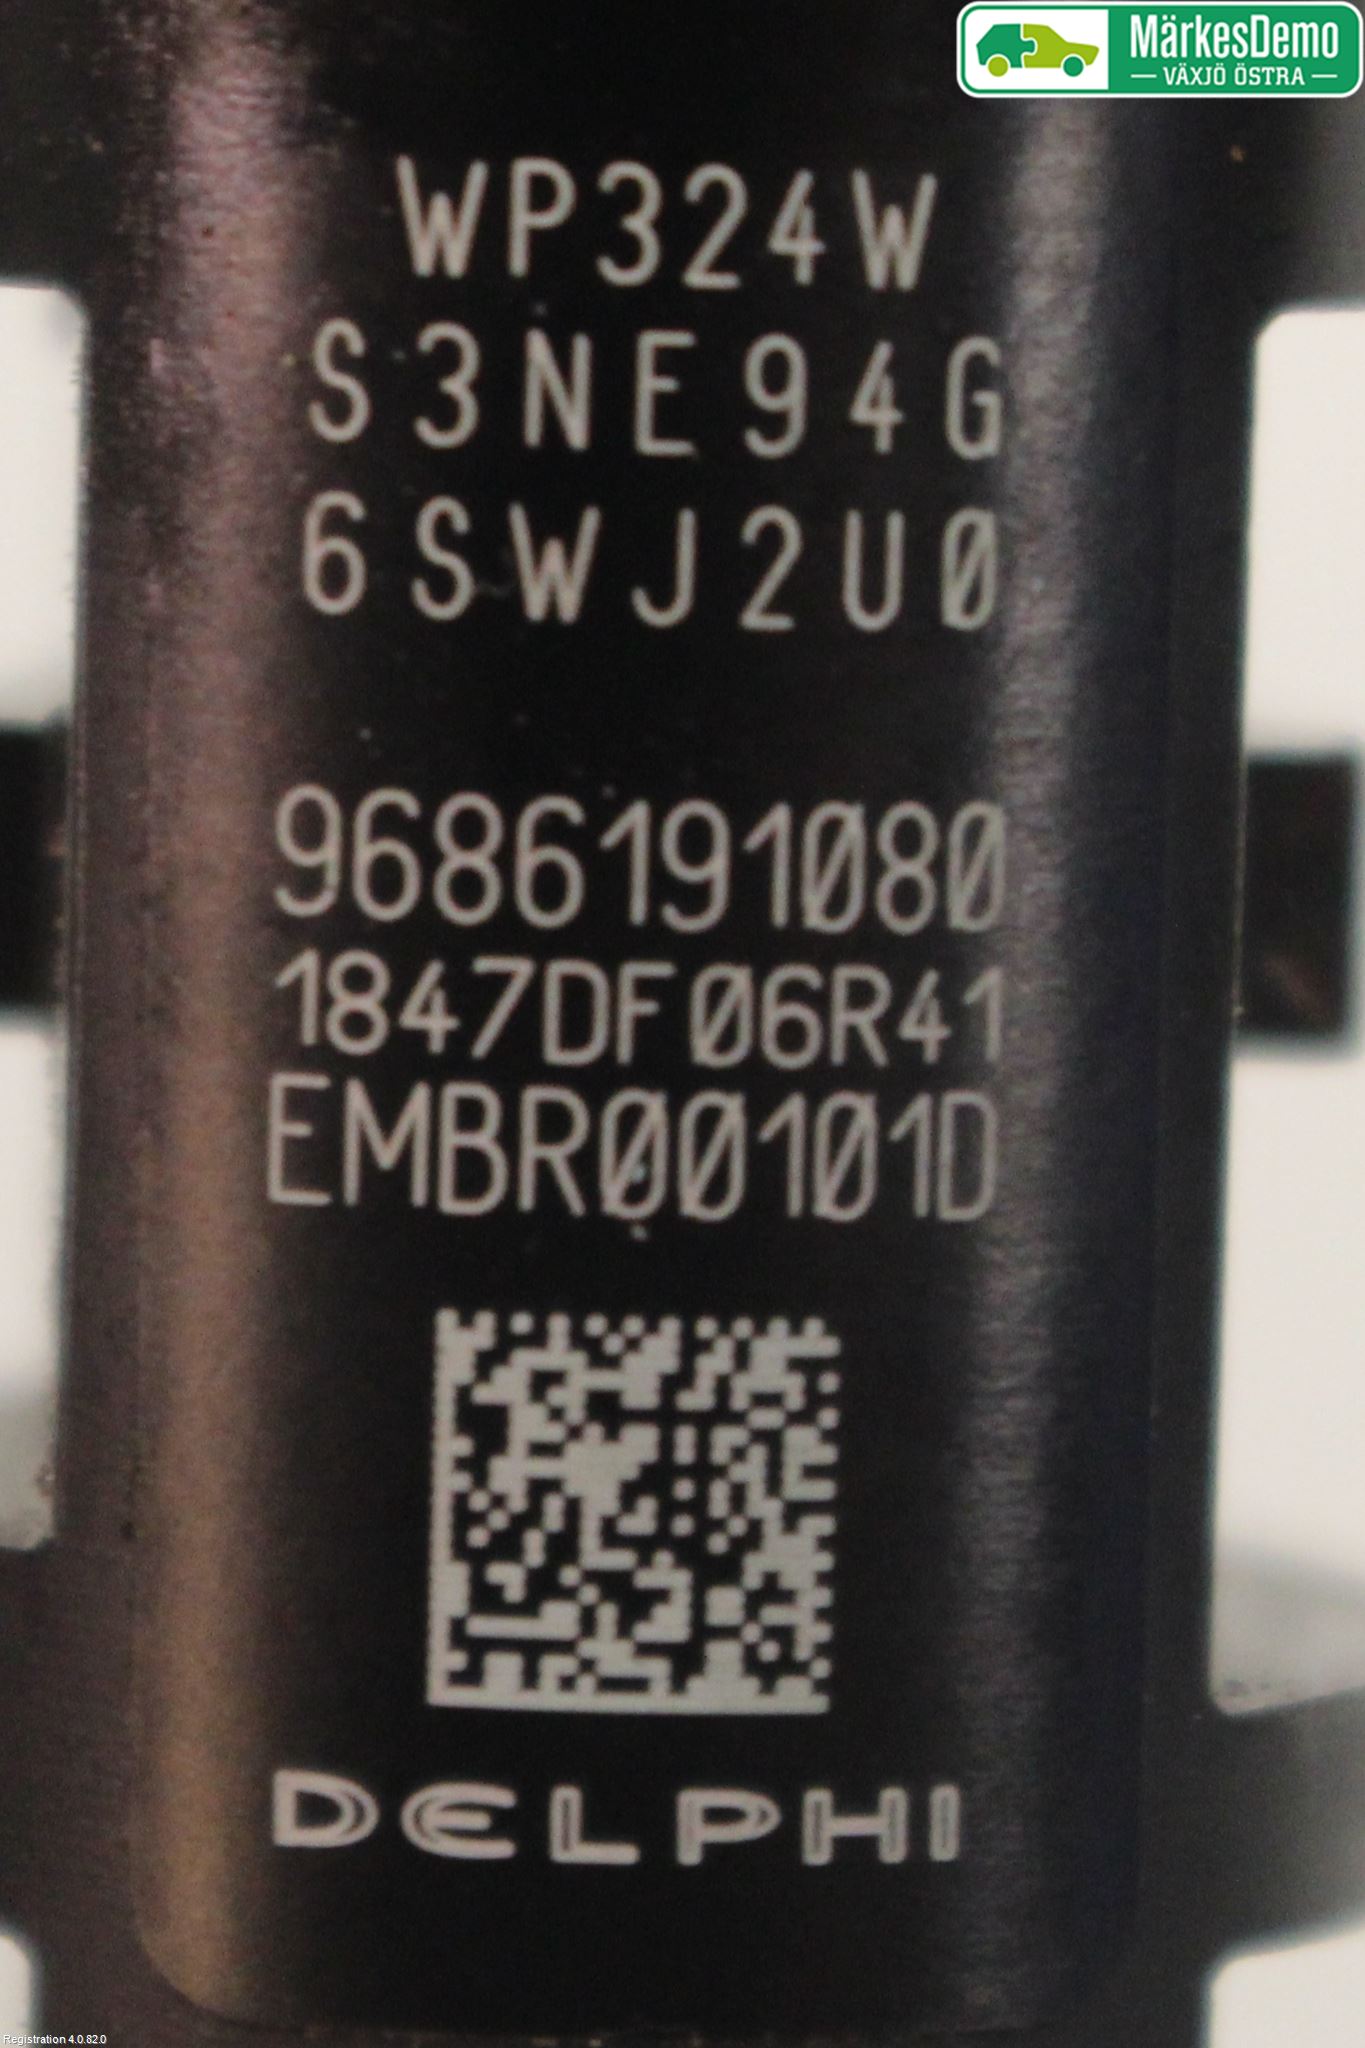 MärkesDemo
VÄXJÖ ÖSTRA
WP324W
S3NE94G
6SWJ2U0
9686191080
1847DF06R41
EMBR00101D
DELPHI
Registration 4.0.82.0